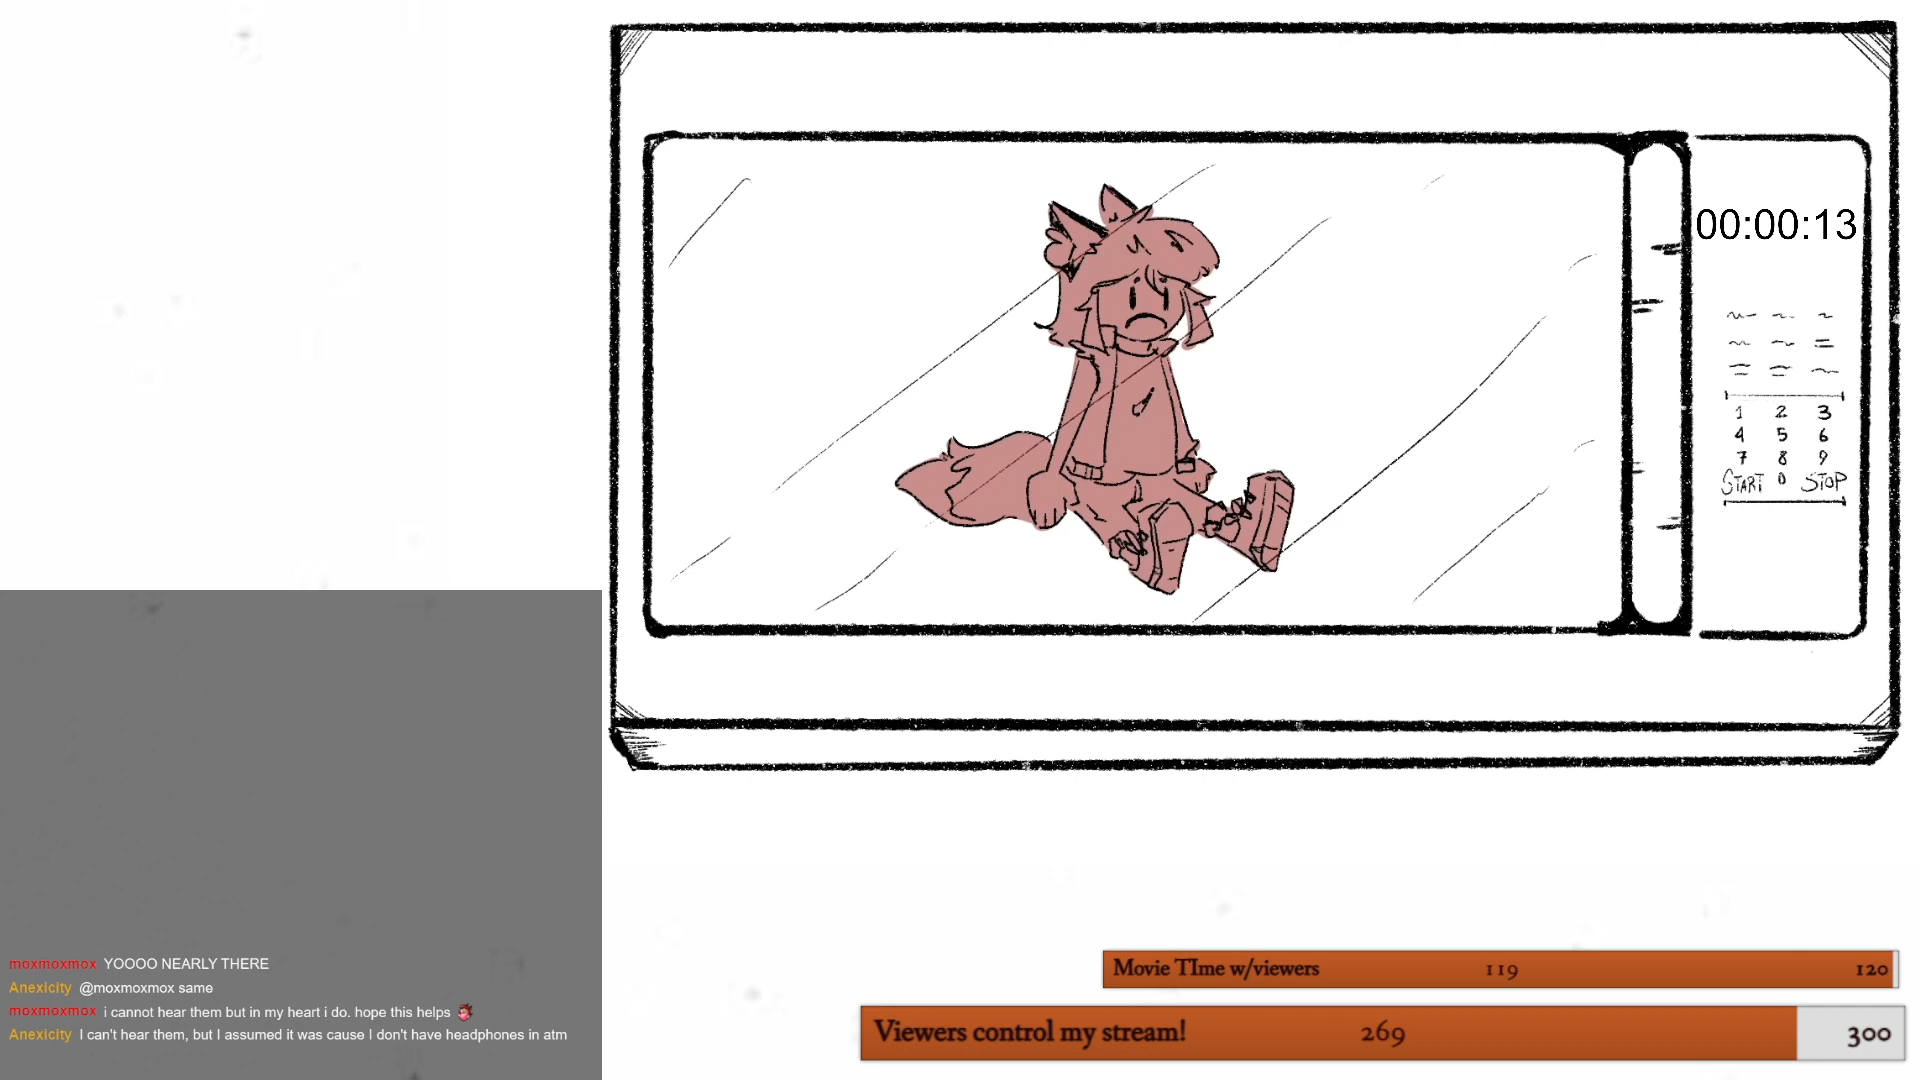 00:00:13
1 2 3
4 5 6
7 8 9
START 0 STOP
moxmoxmox YOOOO NEARLY THERE
Anexicity @moxmoxmox same
moxmoxmox i cannot hear them but in my heart i do. hope this helps
Anexicity I can't hear them, but I assumed it was cause I don't have headphones in atm
Movie TIme w/viewers 119 120
Viewers control my stream! 269 300